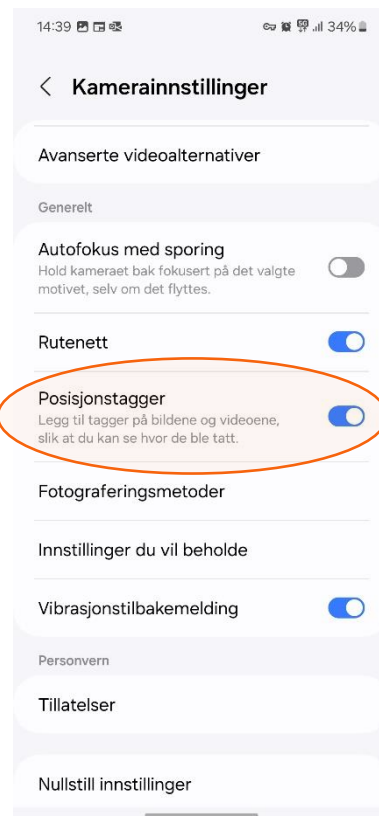 14:39 34%
Kamerainnstillinger
Avanserte videoalternativer
Generelt
Autofokus med sporing
Hold kameraet bak fokusert på det valgte
motivet, selv om det flyttes.
Rutenett
Posisjonstagger
Legg til tagger på bildene og videoene,
slik at du kan se hvor de ble tatt.
Fotograferingsmetoder
Innstillinger du vil beholde
Vibrasjonstilbakemelding
Personvern
Tillatelser
Nullstill innstillinger